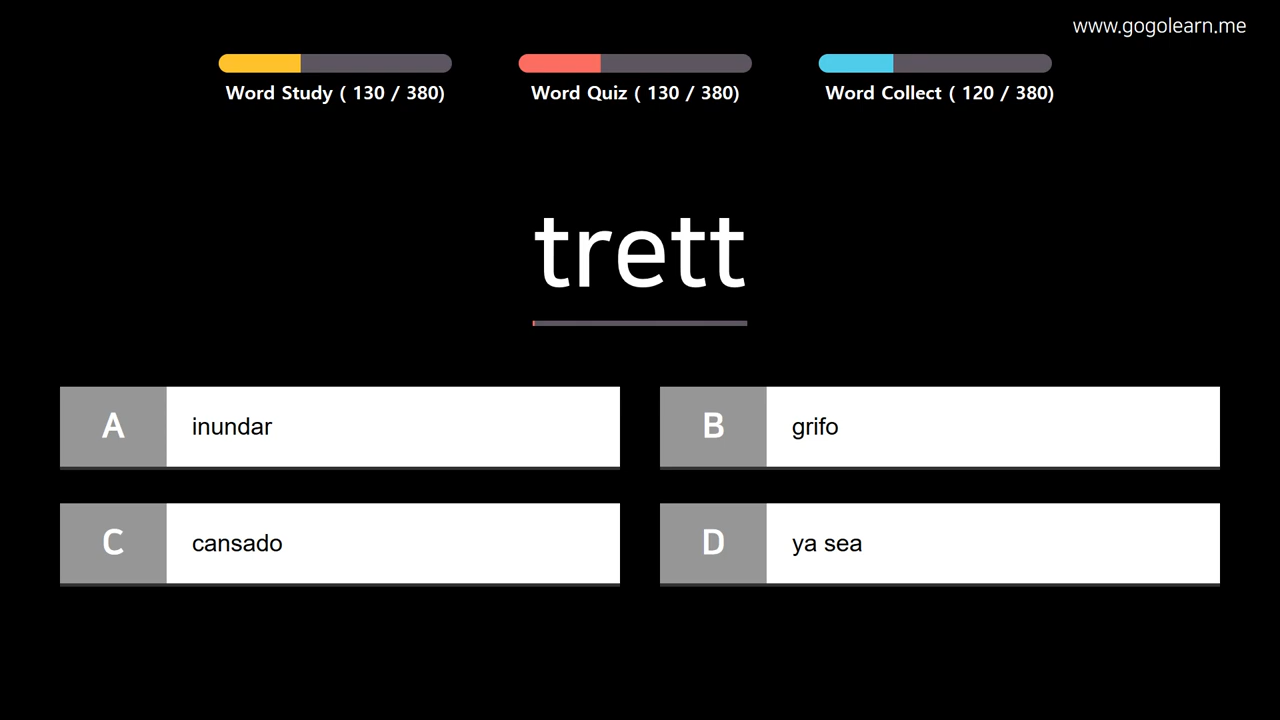 www.gogolearn.me
Word Study ( 130 / 380)
Word Quiz ( 130 / 380)
Word Collect ( 120 / 380)
trett
A inundar
B grifo
C cansado
D ya sea